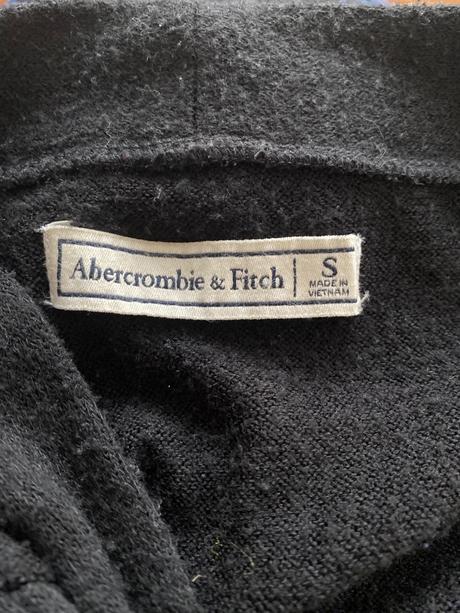 Abercrombie & Fitch | S
MADE IN
VIETNAM